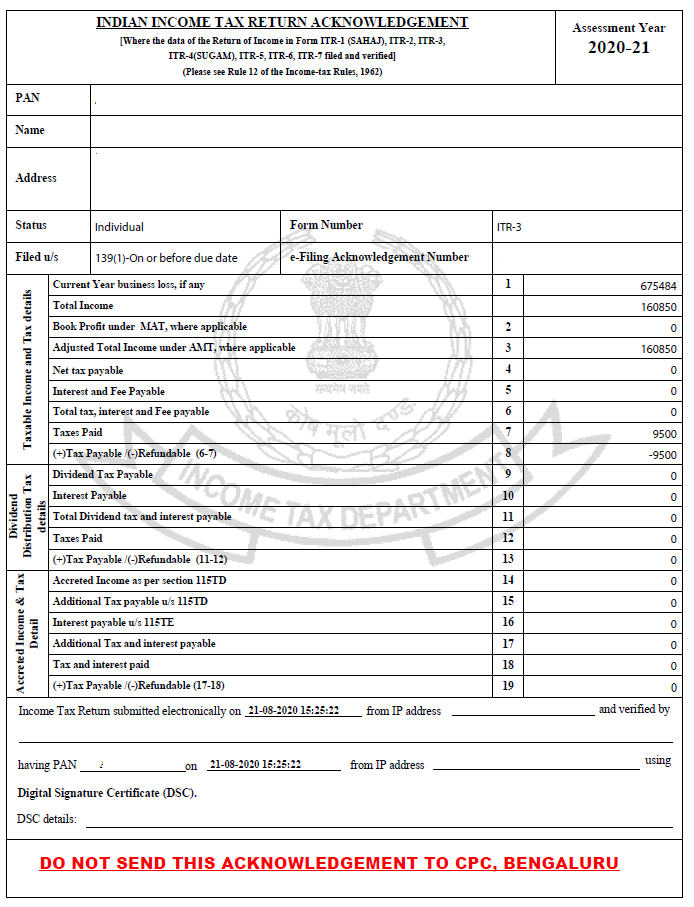 INDIAN INCOME TAX RETURN ACKNOWLEDGEMENT
[Where the data of the Return of Income in Form ITR-1 (SAHAJ), ITR-2, ITR-3,
ITR-4(SUGAM), ITR-5, ITR-6, ITR-7 filed and verified]
(Please see Rule 12 of the Income-tax Rules, 1962)
Assessment Year
2020-21
PAN
Name
Address
Status Individual Form Number ITR-3
Filed u/s 139(1)-On or before due date e-Filing Acknowledgement Number
Taxable Income and Tax details
Current Year business loss, if any 1 675484
Total Income 160850
Book Profit under MAT, where applicable 2 0
Adjusted Total Income under AMT, where applicable 3 160850
Net tax payable 4 0
Interest and Fee Payable 5 0
Total tax, interest and Fee payable 6 0
Taxes Paid 7 9500
(+)Tax Payable /(-)Refundable (6-7) 8 -9500
Dividend Distribution Tax details
Dividend Tax Payable 9 0
Interest Payable 10 0
Total Dividend tax and interest payable 11 0
Taxes Paid 12 0
(+)Tax Payable /(-)Refundable (11-12) 13 0
Accreted Income & Tax Detail
Accreted Income as per section 115TD 14 0
Additional Tax payable u/s 115TD 15 0
Interest payable u/s 115TE 16 0
Additional Tax and interest payable 17 0
Tax and interest paid 18 0
(+)Tax Payable /(-)Refundable (17-18) 19 0
सत्यमेव जयते
कोष मूलो दण्ड
INCOME TAX DEPARTMENT
Income Tax Return submitted electronically on 21-08-2020 15:25:22 from IP address and verified by
having PAN on 21-08-2020 15:25:22 from IP address using
Digital Signature Certificate (DSC).
DSC details:
DO NOT SEND THIS ACKNOWLEDGEMENT TO CPC, BENGALURU